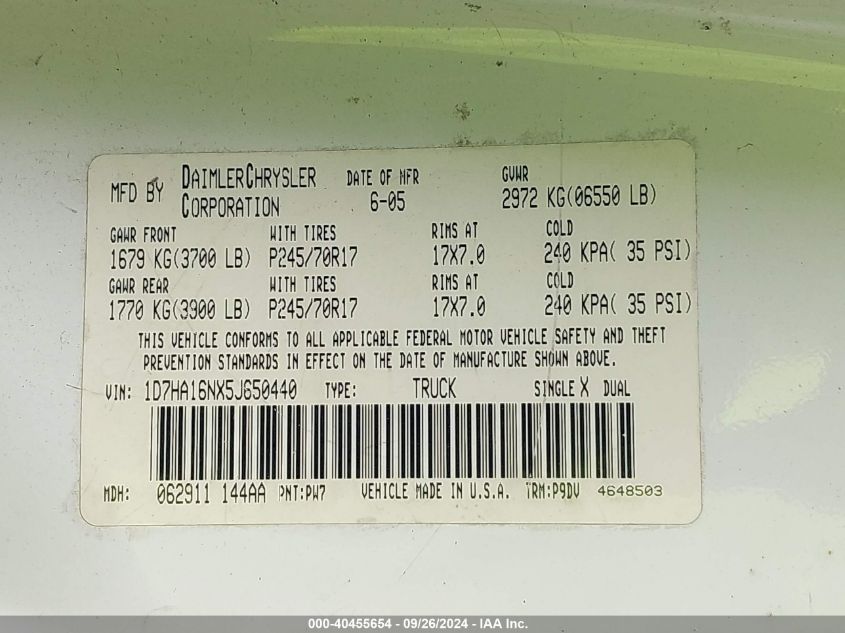 MFD BY DAIMLERCHRYSLER CORPORATION DATE OF MFR 6-05 GVWR 2972 KG(06550 LB)
GAWR FRONT WITH TIRES RIMS AT COLD
1679 KG(3700 LB) P245/70R17 17X7.0 240 KPA( 35 PSI)
GAWR REAR WITH TIRES RIMS AT COLD
1770 KG(3900 LB) P245/70R17 17X7.0 240 KPA( 35 PSI)
THIS VEHICLE CONFORMS TO ALL APPLICABLE FEDERAL MOTOR VEHICLE SAFETY AND THEFT
PREVENTION STANDARDS IN EFFECT ON THE DATE OF MANUFACTURE SHOWN ABOVE.
VIN: 1D7HA16NX5J650440 TYPE: TRUCK SINGLE X DUAL
MDH: 062911 144AA PNT:PW7 VEHICLE MADE IN U.S.A. TRM:P9DV 4648503
000-40455654 - 09/26/2024 - IAA Inc.